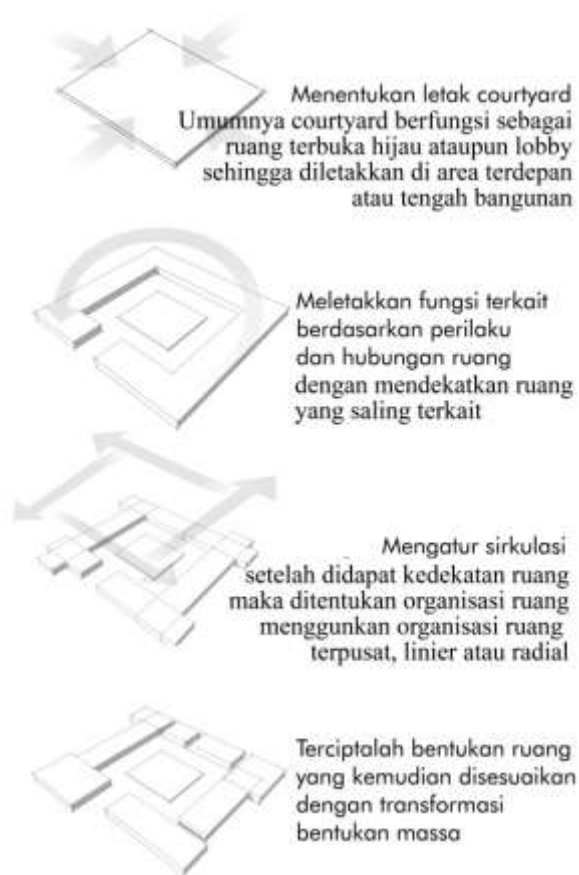 Menentukan letak courtyard
Umumnya courtyard berfungsi sebagai
ruang terbuka hijau ataupun lobby
sehingga diletakkan di area terdepan
atau tengah bangunan
Meletakkan fungsi terkait
berdasarkan perilaku
dan hubungan ruang
dengan mendekatkan ruang
yang saling terkait
Mengatur sirkulasi
setelah didapat kedekatan ruang
maka ditentukan organisasi ruang
menggunkan organisasi ruang
terpusat, linier atau radial
Terciptalah bentukan ruang
yang kemudian disesuaikan
dengan transformasi
bentukan massa